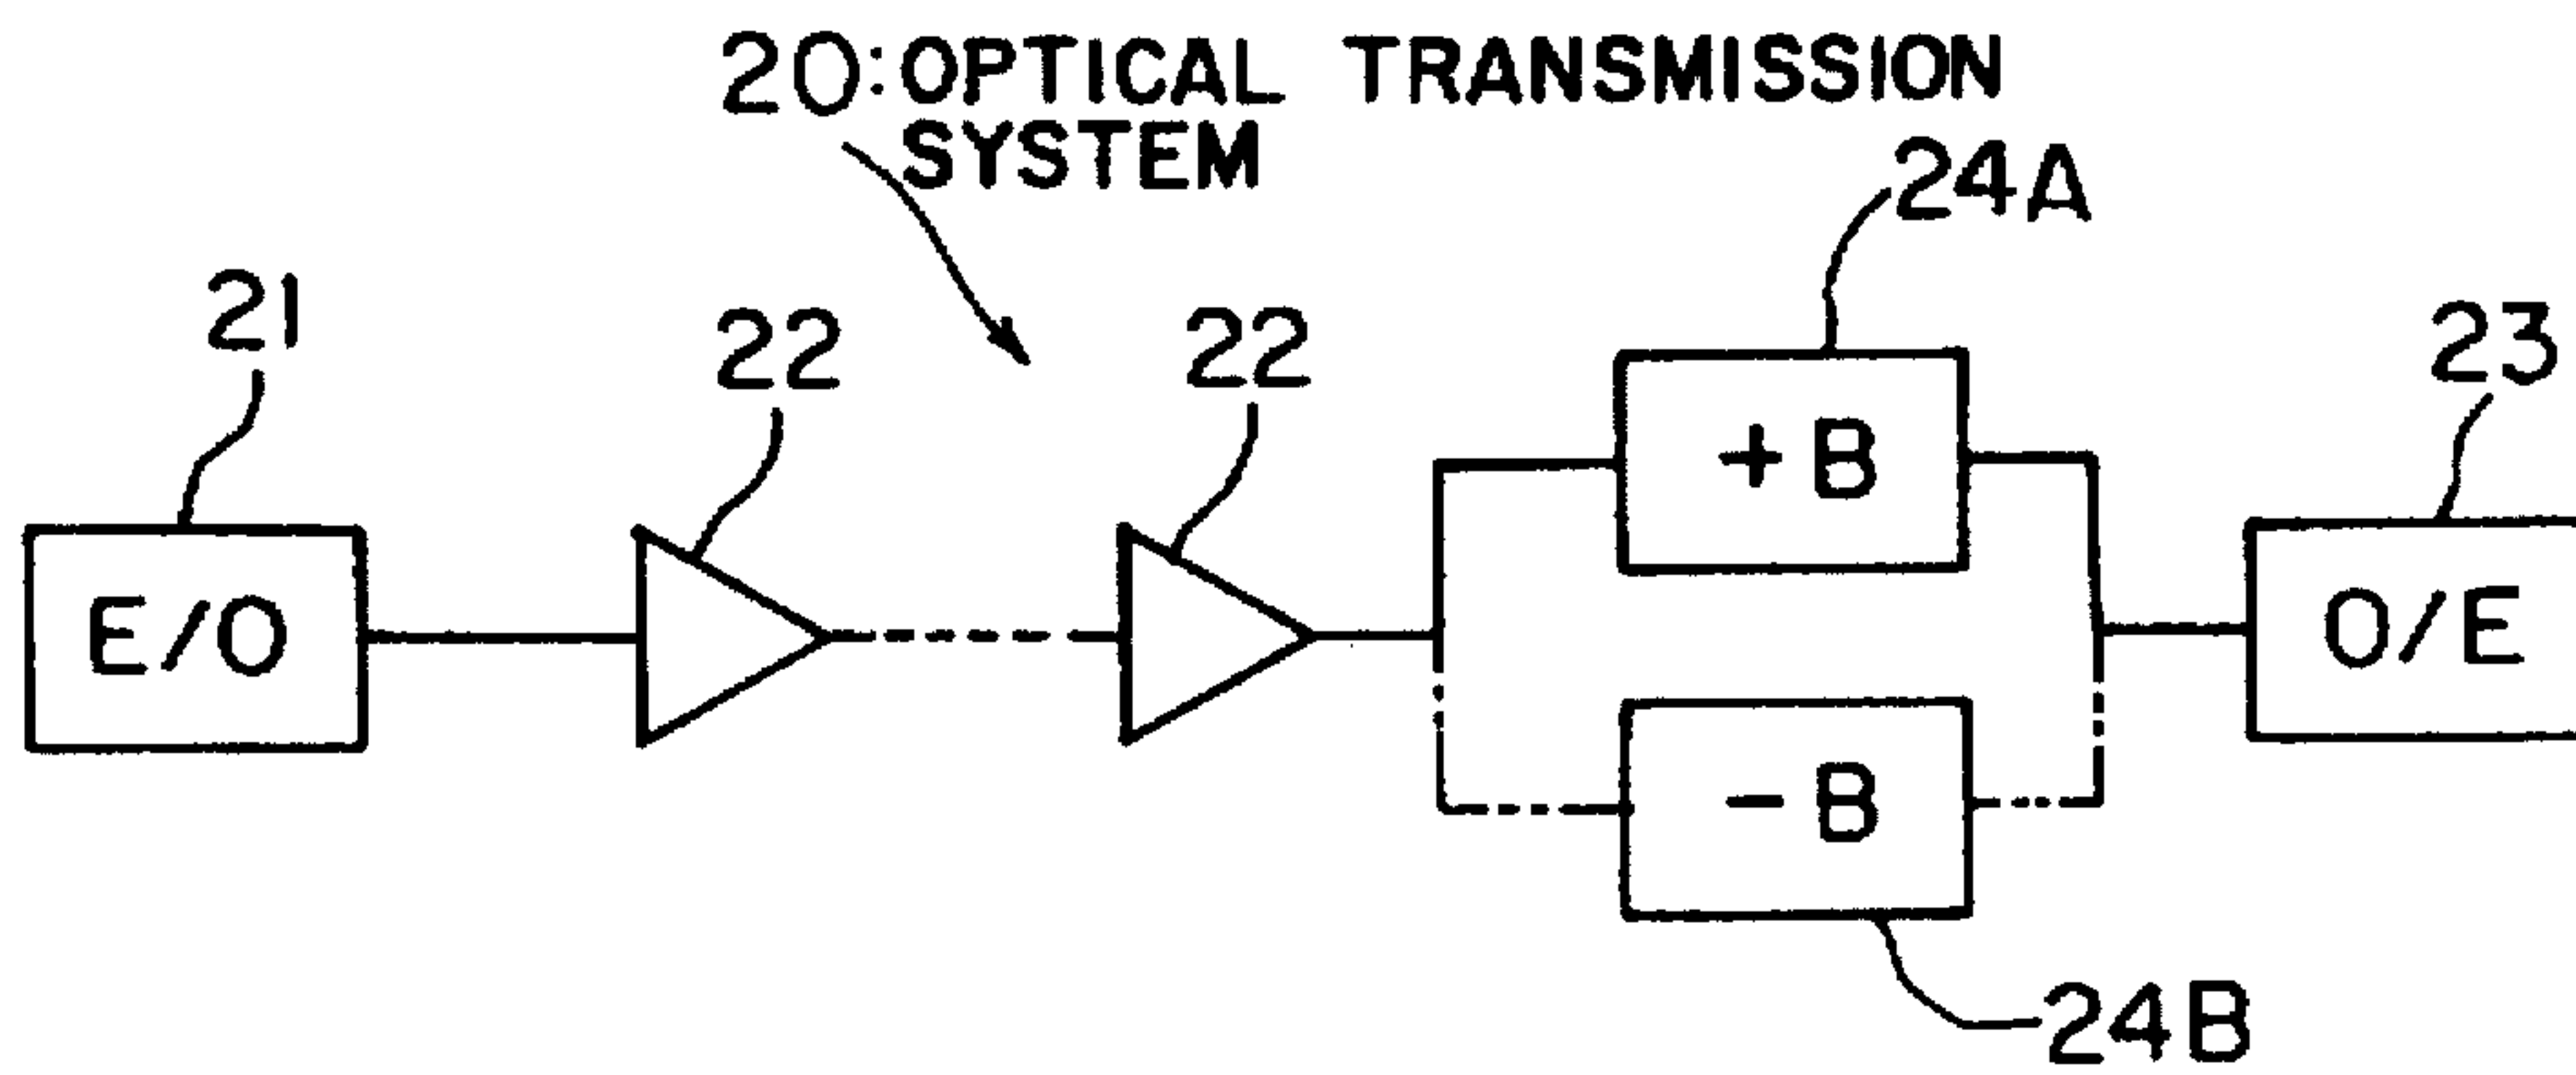 20: OPTICAL TRANSMISSION
SYSTEM
24A
21
22
22
23
+B
E/O
O/E
-B
24B